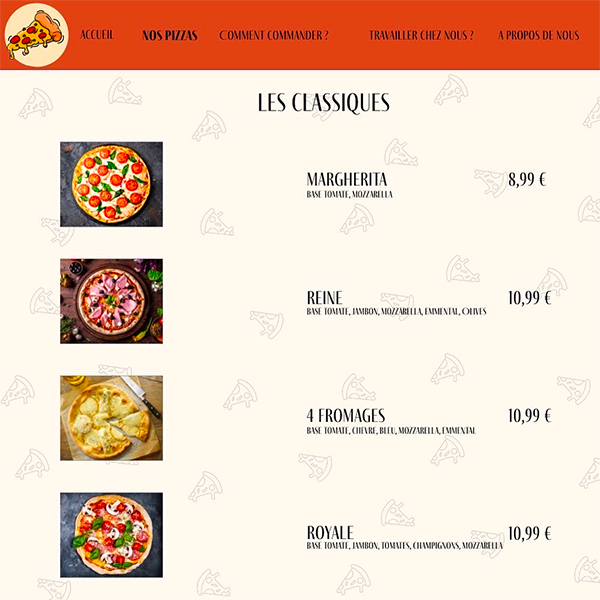 ACCUEIL NOS PIZZAS COMMENT COMMANDER ? TRAVAILLER CHEZ NOUS ? A PROPOS DE NOUS
LES CLASSIQUES
MARGHERITA 8,99 €
BASE TOMATE, MOZZARELLA
REINE 10,99 €
BASE TOMATE, JAMBON, MOZZARELLA, EMMENTAL, OLIVES
4 FROMAGES 10,99 €
BASE TOMATE, CHEVRE, BLEU, MOZZARELLA, EMMENTAL
ROYALE 10,99 €
BASE TOMATE, JAMBON, TOMATES, CHAMPIGNONS, MOZZARELLA